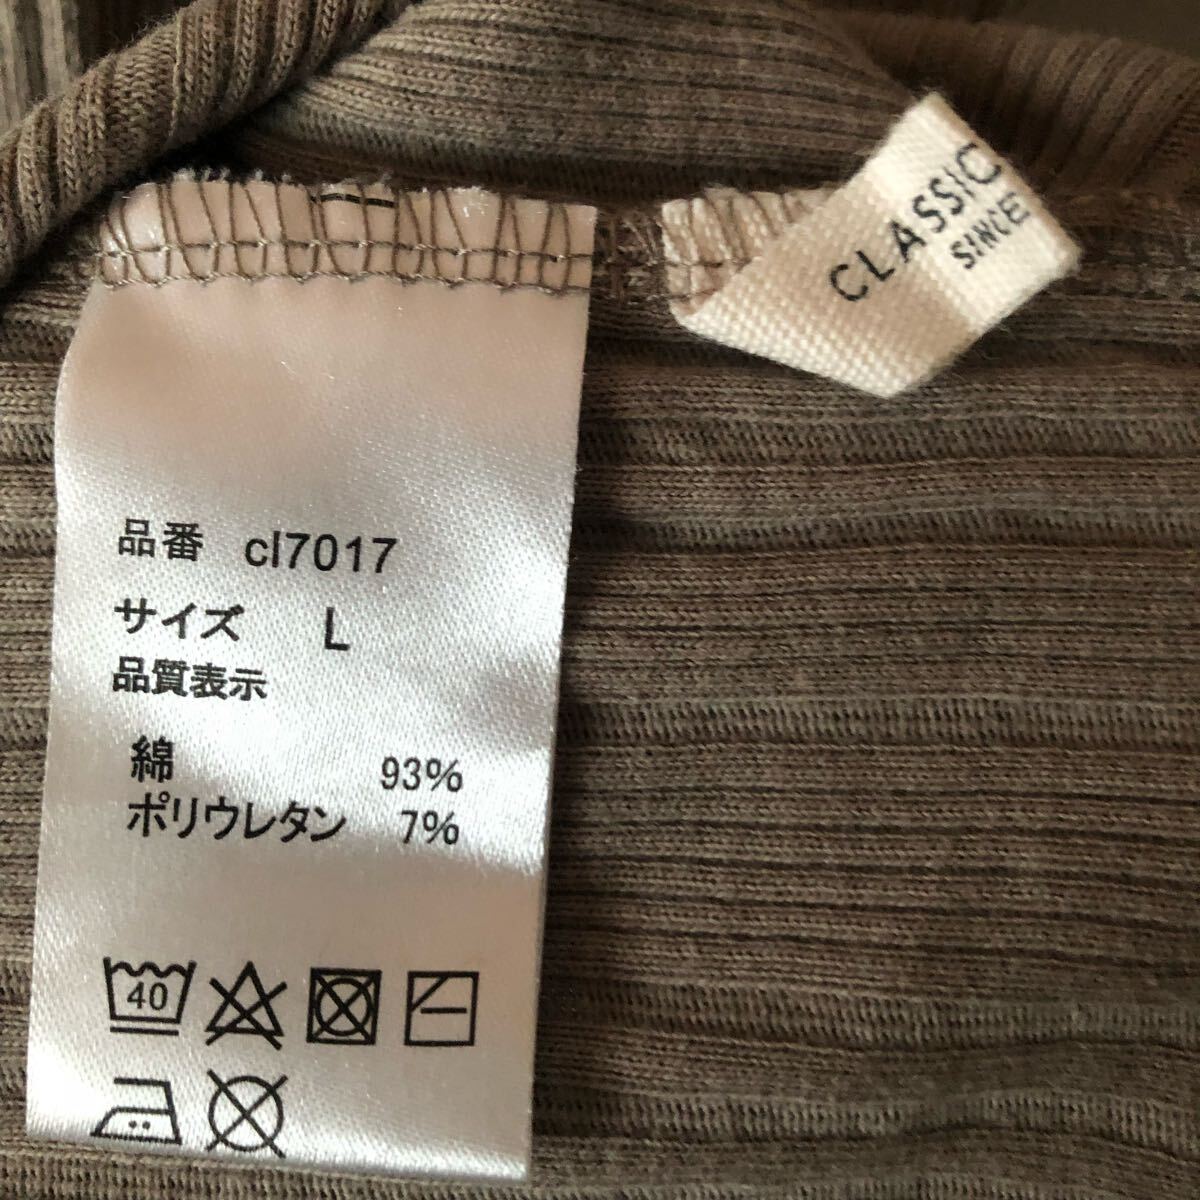 CLASSIC
SINCE
品番 cl7017
サイズ L
品質表示
綿 93%
ポリウレタン 7%
40